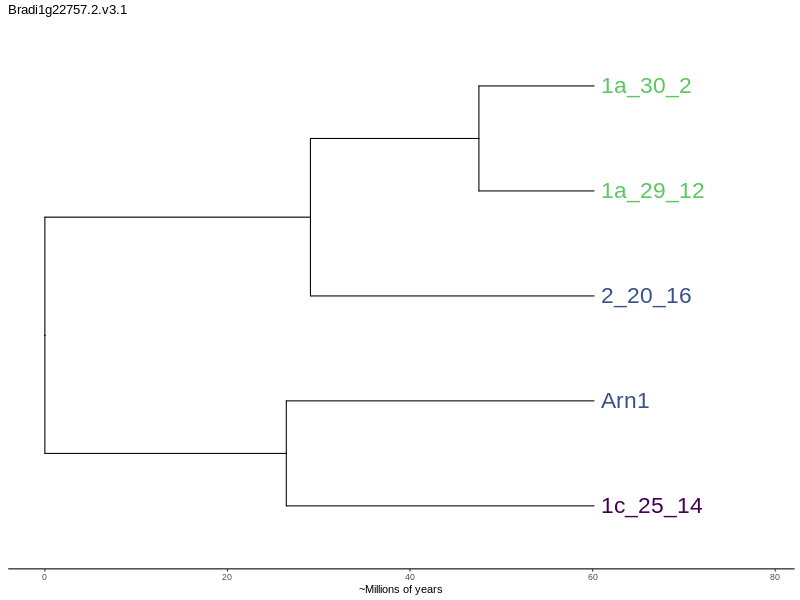 Bradi1g22757.2.v3.1
1a_30_2
1a_29_12
2_20_16
Arn1
1c_25_14
0 20 40 60 80
~Millions of years